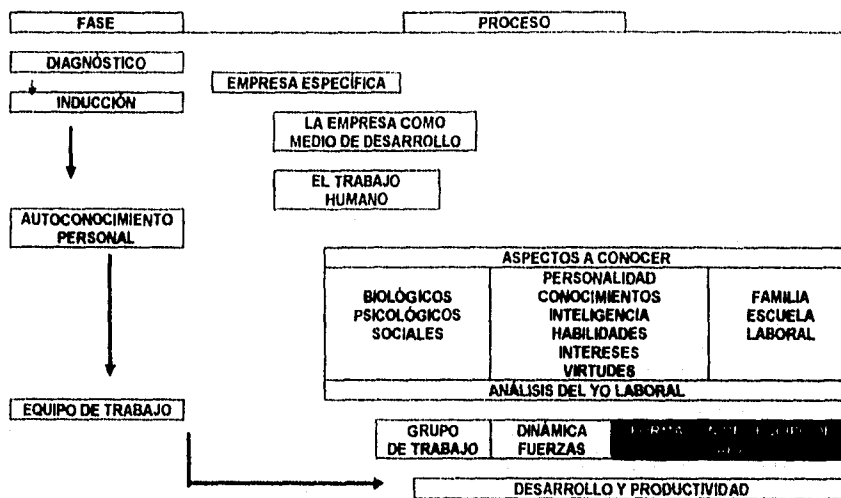 FASE
PROCESO
DIAGNÓSTICO
EMPRESA ESPECÍFICA
INDUCCIÓN
LA EMPRESA COMO
MEDIO DE DESARROLLO
EL TRABAJO
HUMANO
AUTOCONOCIMIENTO
PERSONAL
ASPECTOS A CONOCER
BIOLÓGICOS
PSICOLÓGICOS
SOCIALES
PERSONALIDAD
CONOCIMIENTOS
INTELIGENCIA
HABILIDADES
INTERESES
VIRTUDES
FAMILIA
ESCUELA
LABORAL
ANÁLISIS DEL YO LABORAL
EQUIPO DE TRABAJO
GRUPO
DE TRABAJO
DINÁMICA
FUERZAS
DESARROLLO Y PRODUCTIVIDAD